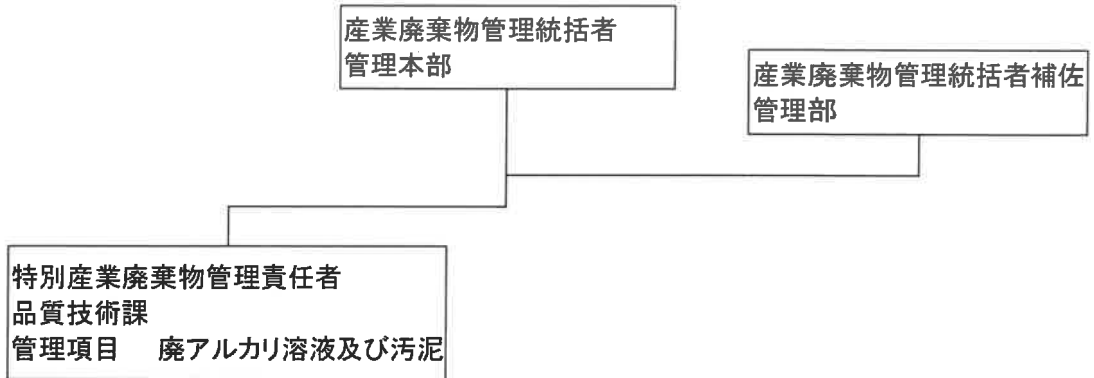 産業廃棄物管理統括者
管理本部
産業廃棄物管理統括者補佐
管理部
特別産業廃棄物管理責任者
品質技術課
管理項目　廃アルカリ溶液及び汚泥